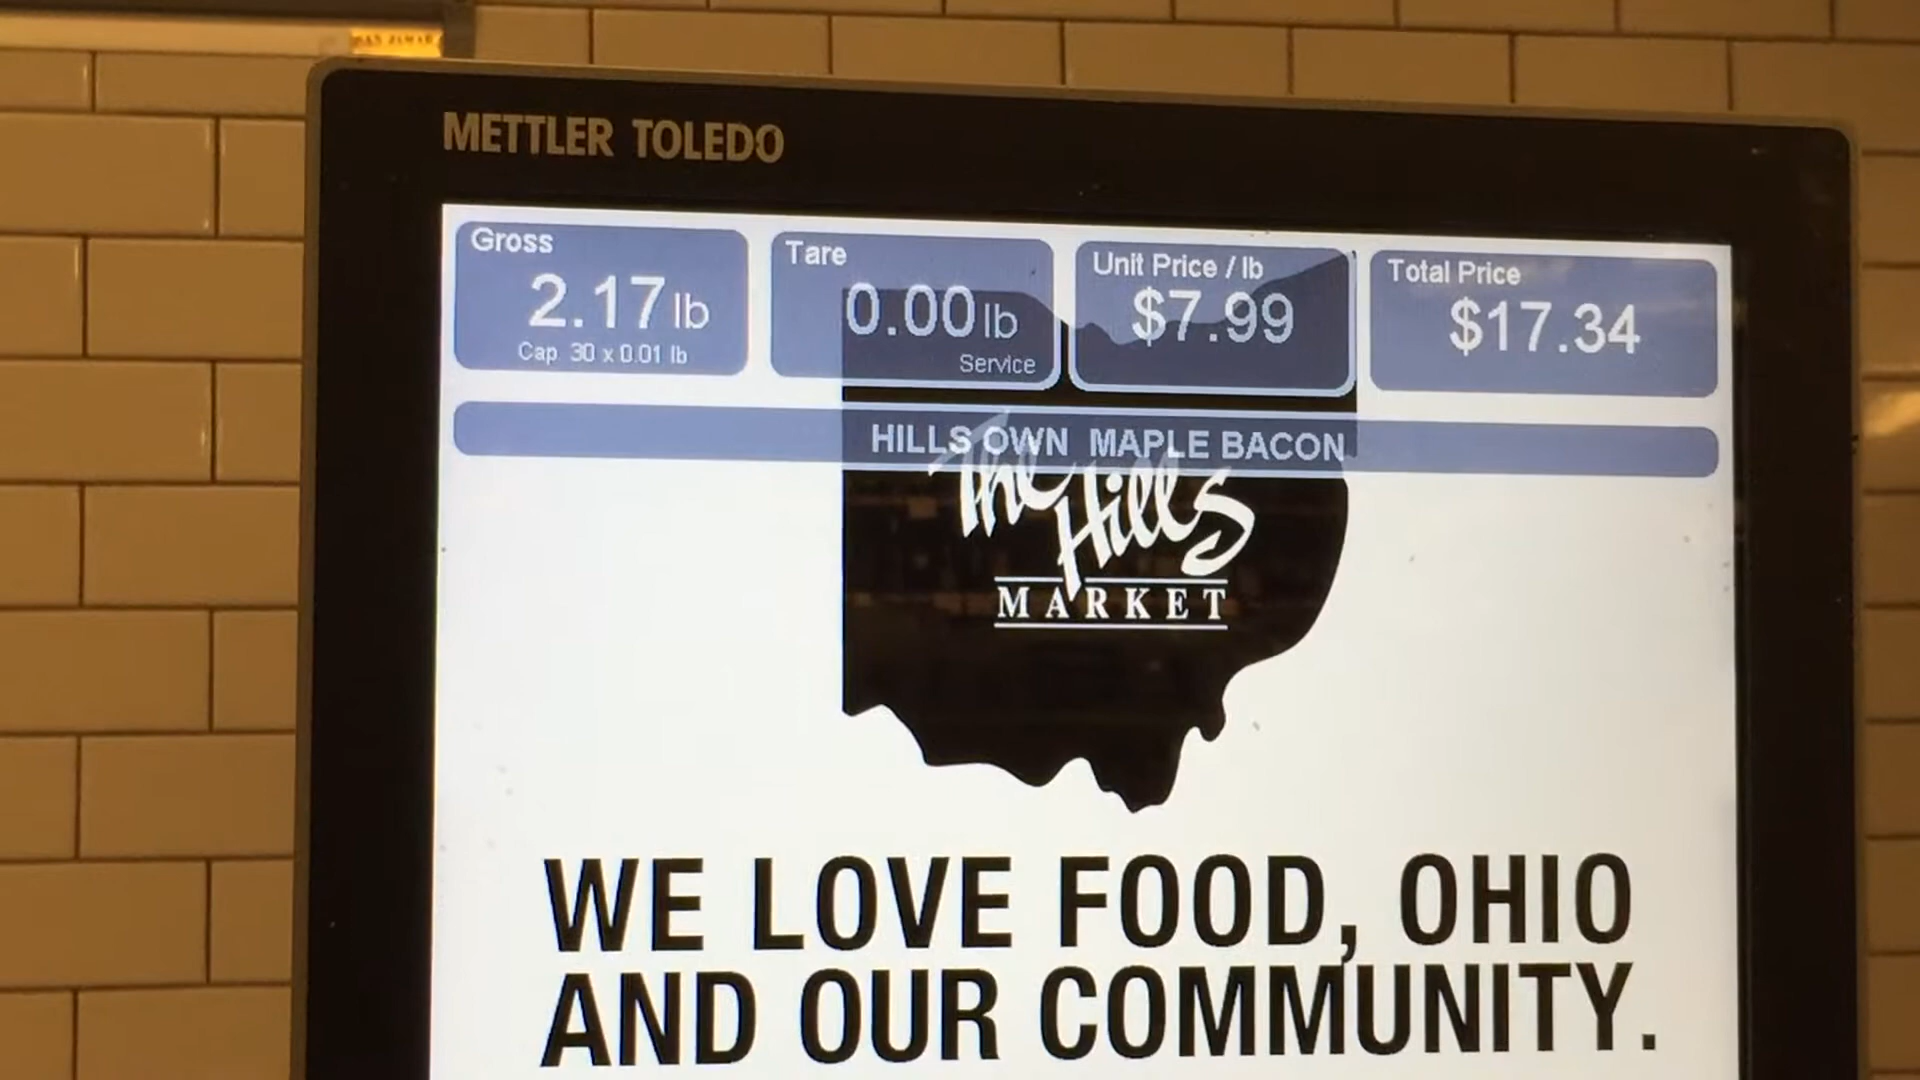 METTLER TOLEDO
Gross
2.17 lb
Cap 30 x 0.01 lb
Tare
0.00 lb
Service
Unit Price / lb
$7.99
Total Price
$17.34
HILLS OWN MAPLE BACON
The Hills
MARKET
WE LOVE FOOD, OHIO
AND OUR COMMUNITY.